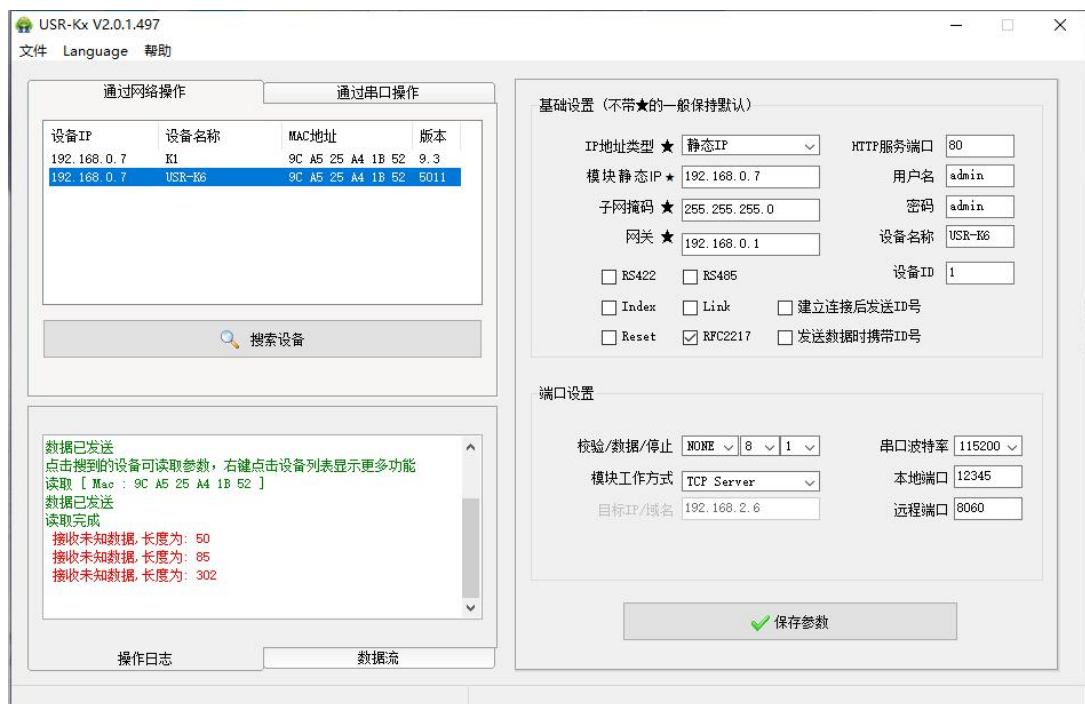 USR-Kx V2.0.1.497
文件 Language 帮助
通过网络操作 通过串口操作
设备IP 设备名称 MAC地址 版本
192.168.0.7 K1 9C A5 25 A4 1B 52 9.3
192.168.0.7 USR-K6 9C A5 25 A4 1B 52 5011
搜索设备
数据已发送
点击搜到的设备可读取参数，右键点击设备列表显示更多功能
读取 [ Mac : 9C A5 25 A4 1B 52 ]
数据已发送
读取完成
接收未知数据,长度为: 50
接收未知数据,长度为: 85
接收未知数据,长度为: 302
操作日志 数据流
基础设置（不带★的一般保持默认）
IP地址类型 ★ 静态IP HTTP服务端口 80
模块静态IP★ 192.168.0.7 用户名 admin
子网掩码 ★ 255.255.255.0 密码 admin
网关 ★ 192.168.0.1 设备名称 USR-K6
RS422 RS485 设备ID 1
Index Link 建立连接后发送ID号
Reset RFC2217 发送数据时携带ID号
端口设置
校验/数据/停止 NONE 8 1 串口波特率 115200
模块工作方式 TCP Server 本地端口 12345
目标IP/域名 192.168.2.6 远程端口 8060
保存参数